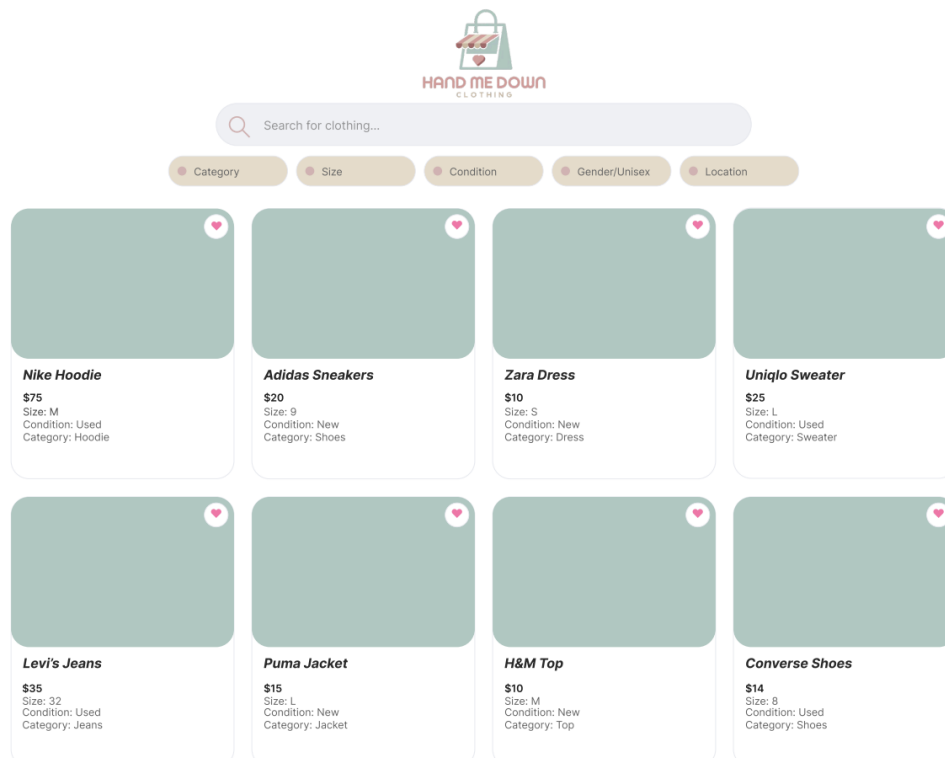 HAND ME DOWN
CLOTHING
Search for clothing...
Category
Size
Condition
Gender/Unisex
Location
Nike Hoodie
$75
Size: M
Condition: Used
Category: Hoodie
Adidas Sneakers
$20
Size: 9
Condition: New
Category: Shoes
Zara Dress
$10
Size: S
Condition: New
Category: Dress
Uniqlo Sweater
$25
Size: L
Condition: Used
Category: Sweater
Levi's Jeans
$35
Size: 32
Condition: Used
Category: Jeans
Puma Jacket
$15
Size: L
Condition: New
Category: Jacket
H&M Top
$10
Size: M
Condition: New
Category: Top
Converse Shoes
$14
Size: 8
Condition: Used
Category: Shoes